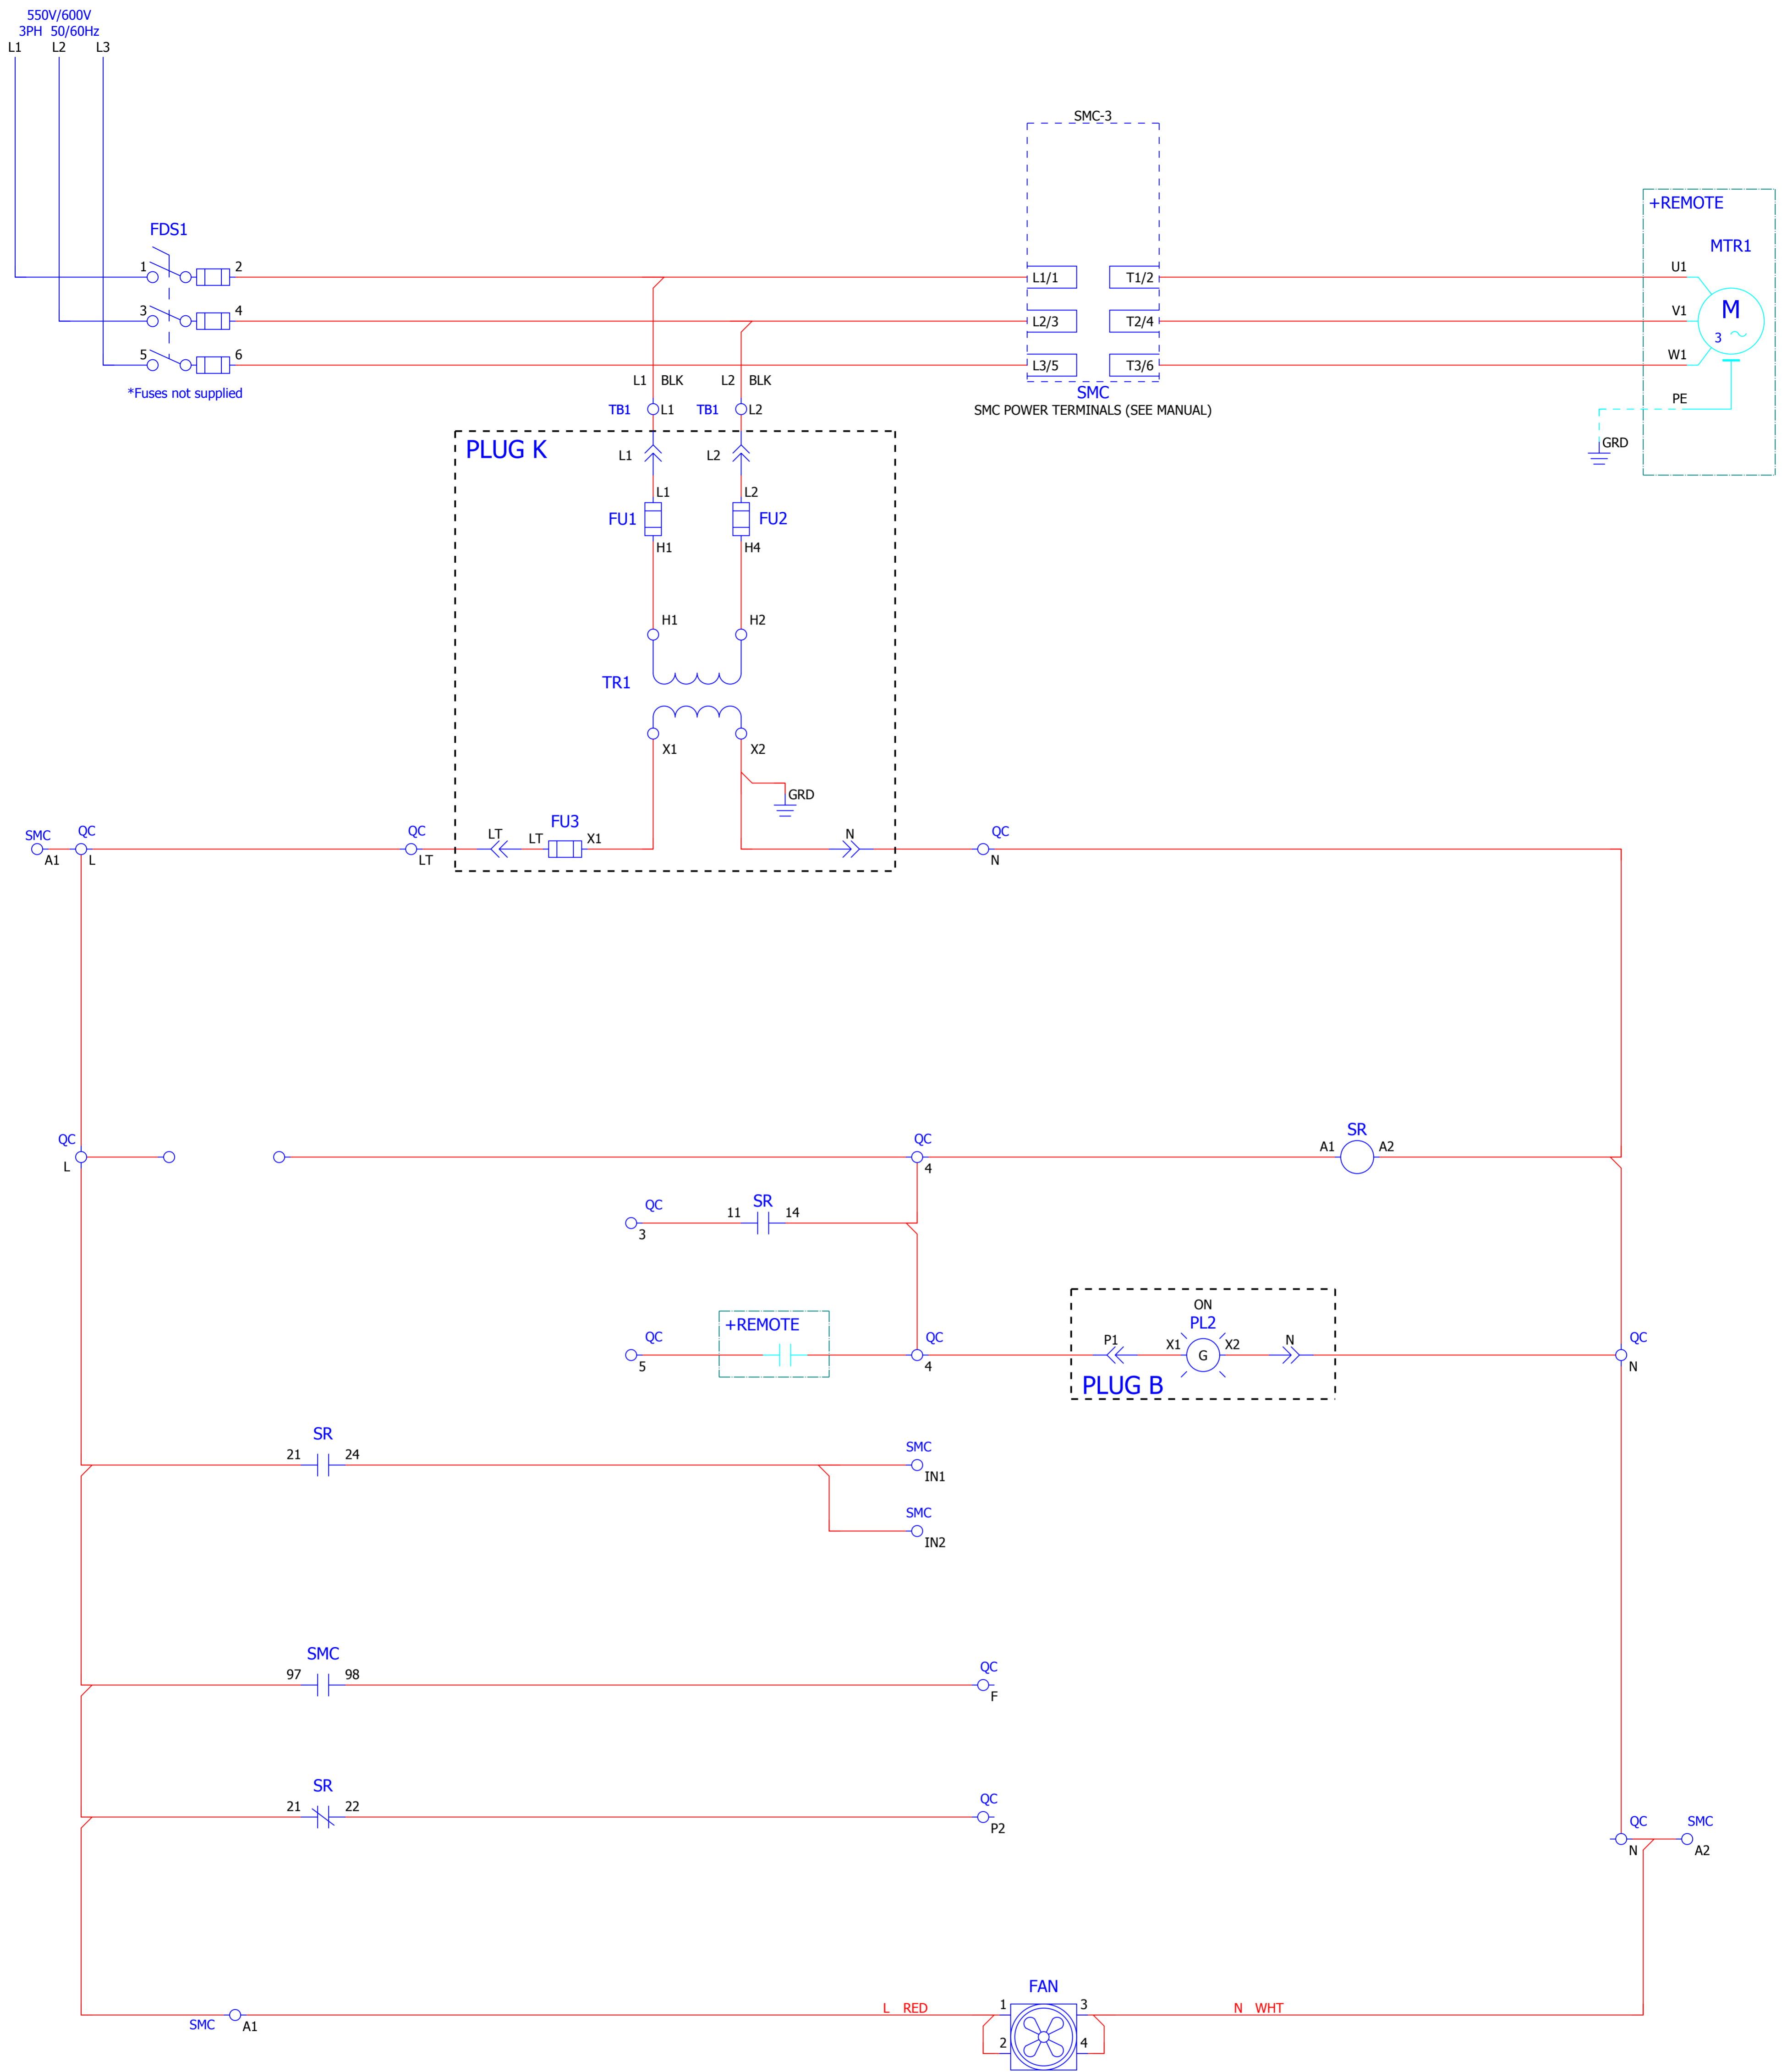 550V/600V
3PH 50/60Hz
L1 L2 L3
SMC-3
+REMOTE
FDS1
MTR1
1 2
L1/1 T1/2
U1
3 4
L2/3 T2/4
V1
M
3
5 6
L3/5 T3/6
W1
*Fuses not supplied
L1 BLK L2 BLK
SMC
PE
TB1 L1 TB1 L2
SMC POWER TERMINALS (SEE MANUAL)
GRD
PLUG K
L1 L2
L1 L2
FU1 FU2
H1 H4
H1 H2
TR1
X1 X2
GRD
SMC QC QC FU3 QC
LT LT X1 N
A1 L LT N
QC QC SR
A1 A2
L 4
QC SR
11 14
3
ON
+REMOTE PL2
QC QC P1 X1 X2 N QC
G
5 4 N
PLUG B
SR SMC
21 24
IN1
SMC
IN2
SMC QC
97 98
F
SR QC
21 22
P2
QC SMC
N A2
FAN
L RED 1 3 N WHT
SMC A1
2 4